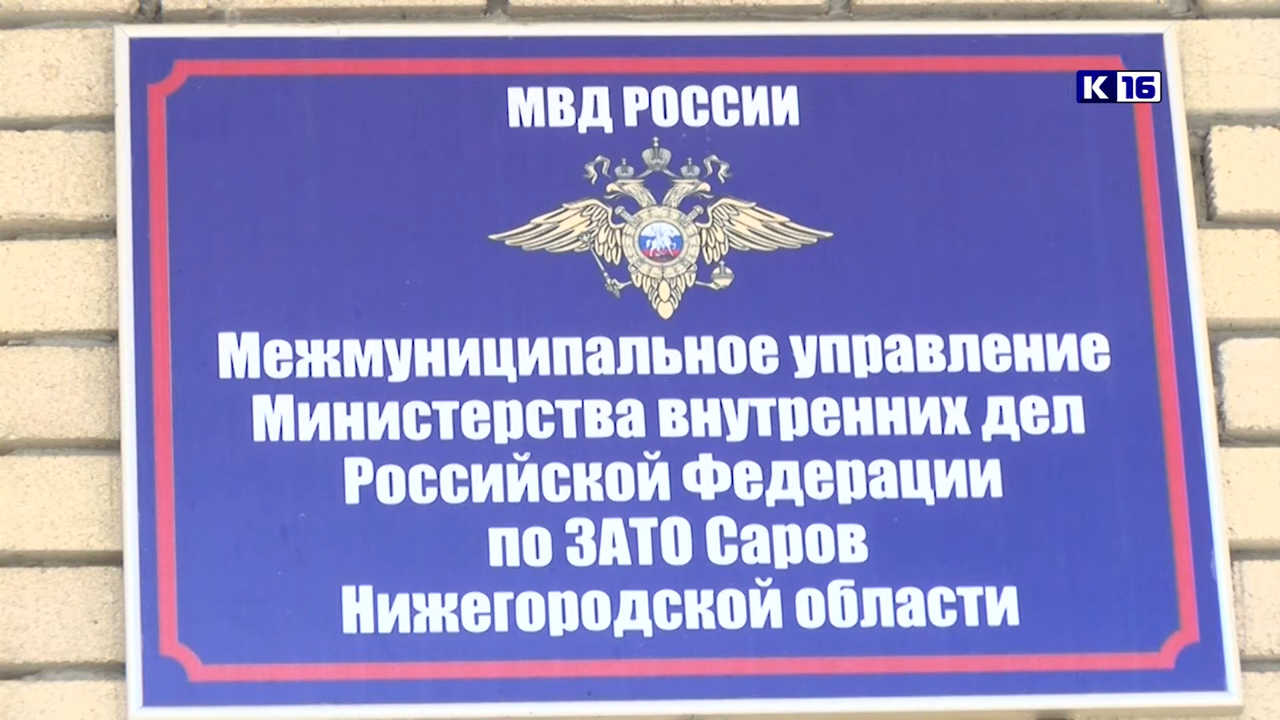 К 16
МВД РОССИИ
Межмуниципальное управление
Министерства внутренних дел
Российской Федерации
по ЗАТО Саров
Нижегородской области